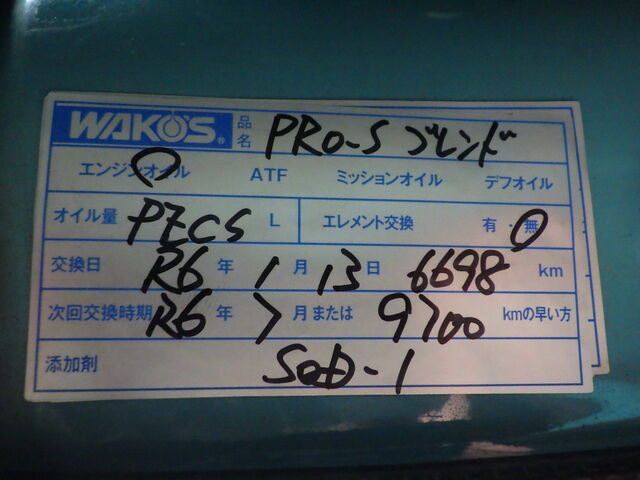 WAKO'S® 品名 PRO-S ブレンド
エンジンオイル ATF ミッションオイル デフオイル
オイル量 PZCS L エレメント交換 有・無
交換日 R6 年 1 月 13 日 6698 km
次回交換時期 R6 年 7 月または 9700 kmの早い方
添加剤 SOD-1